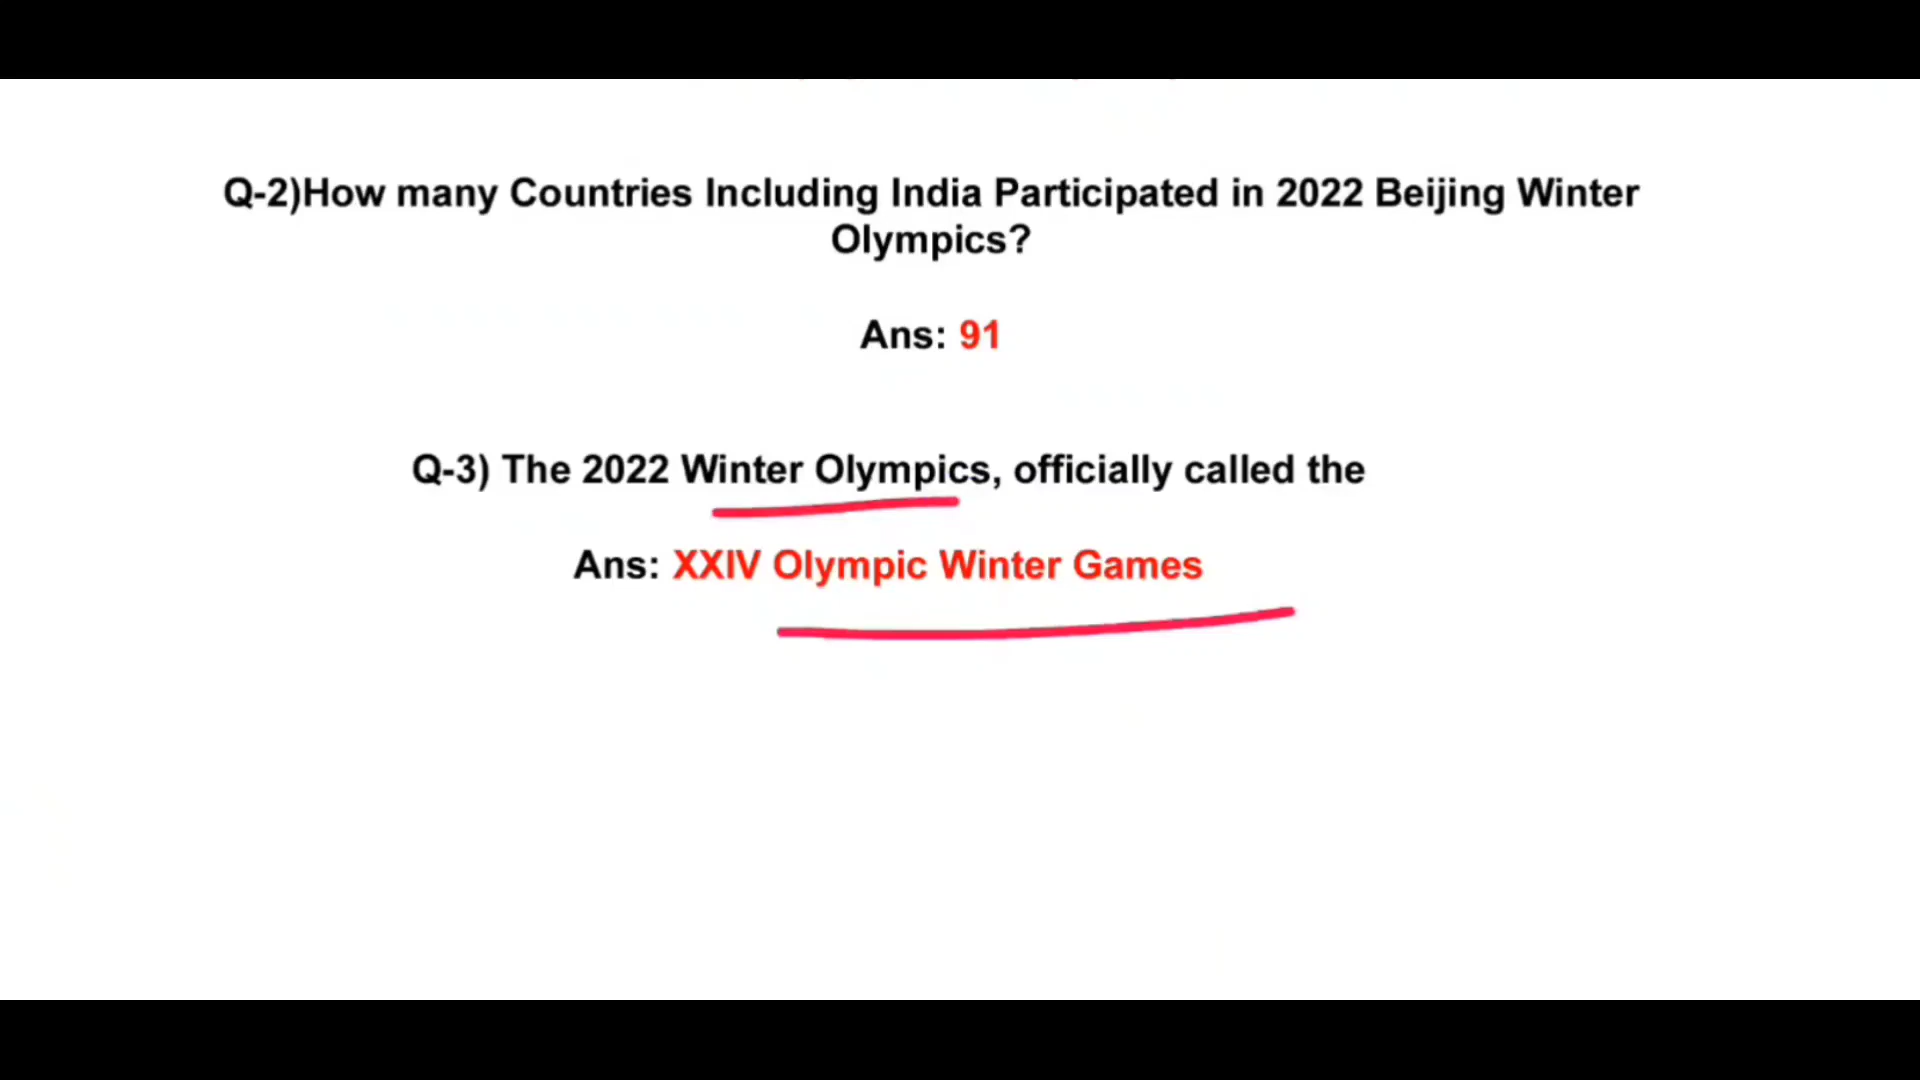 Q-2)How many Countries Including India Participated in 2022 Beijing Winter
Olympics?
Ans: 91
Q-3) The 2022 Winter Olympics, officially called the
Ans: XXIV Olympic Winter Games